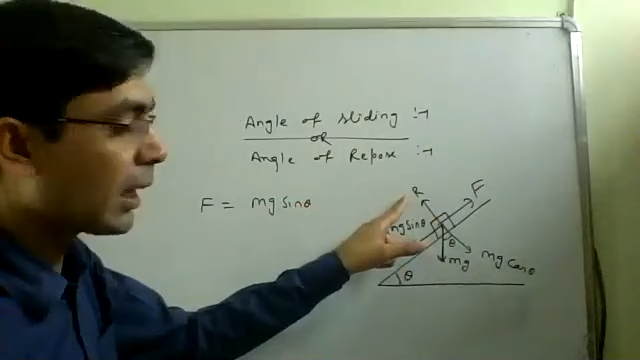 Angle of sliding :-
OR
Angle of Repose :-
F = mg sinθ
R
F
mg sinθ
θ
mg
mg cosθ
θ